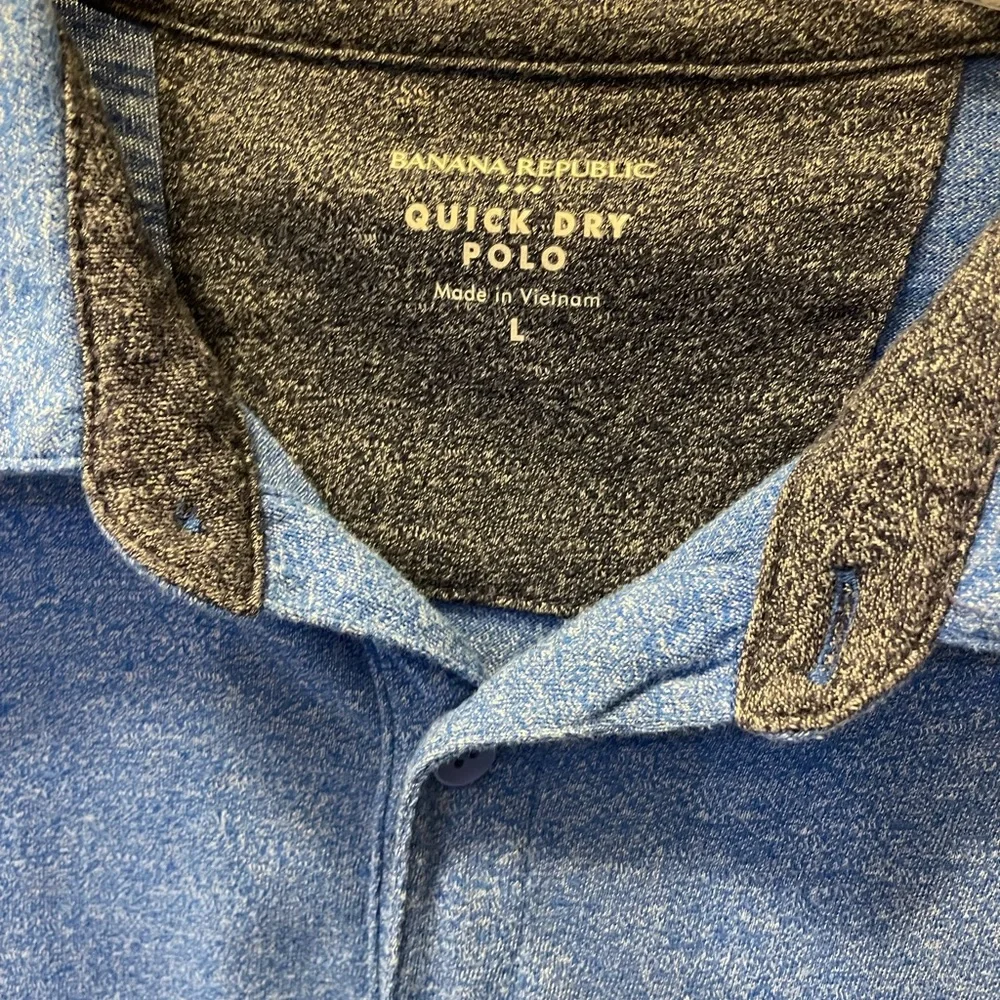 BANANA REPUBLIC
QUICK DRY
POLO
Made in Vietnam
L